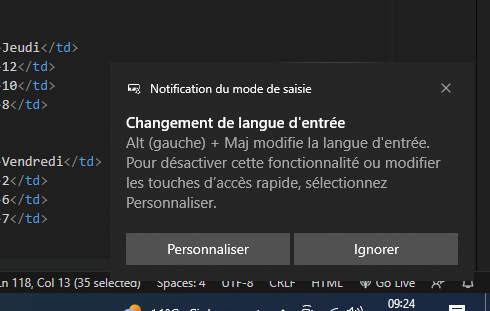 Jeudi</td>
12</td>
10</td>
8</td>
Notification du mode de saisie
Changement de langue d'entrée
Alt (gauche) + Maj modifie la langue d'entrée.
Pour désactiver cette fonctionnalité ou modifier
les touches d'accès rapide, sélectionnez
Personnaliser.
Vendredi</td>
2</td>
6</td>
7</td>
Personnaliser
Ignorer
Ln 118, Col 13 (35 selected) Spaces: 4 UTF-8 CRLF HTML Go Live
09:24